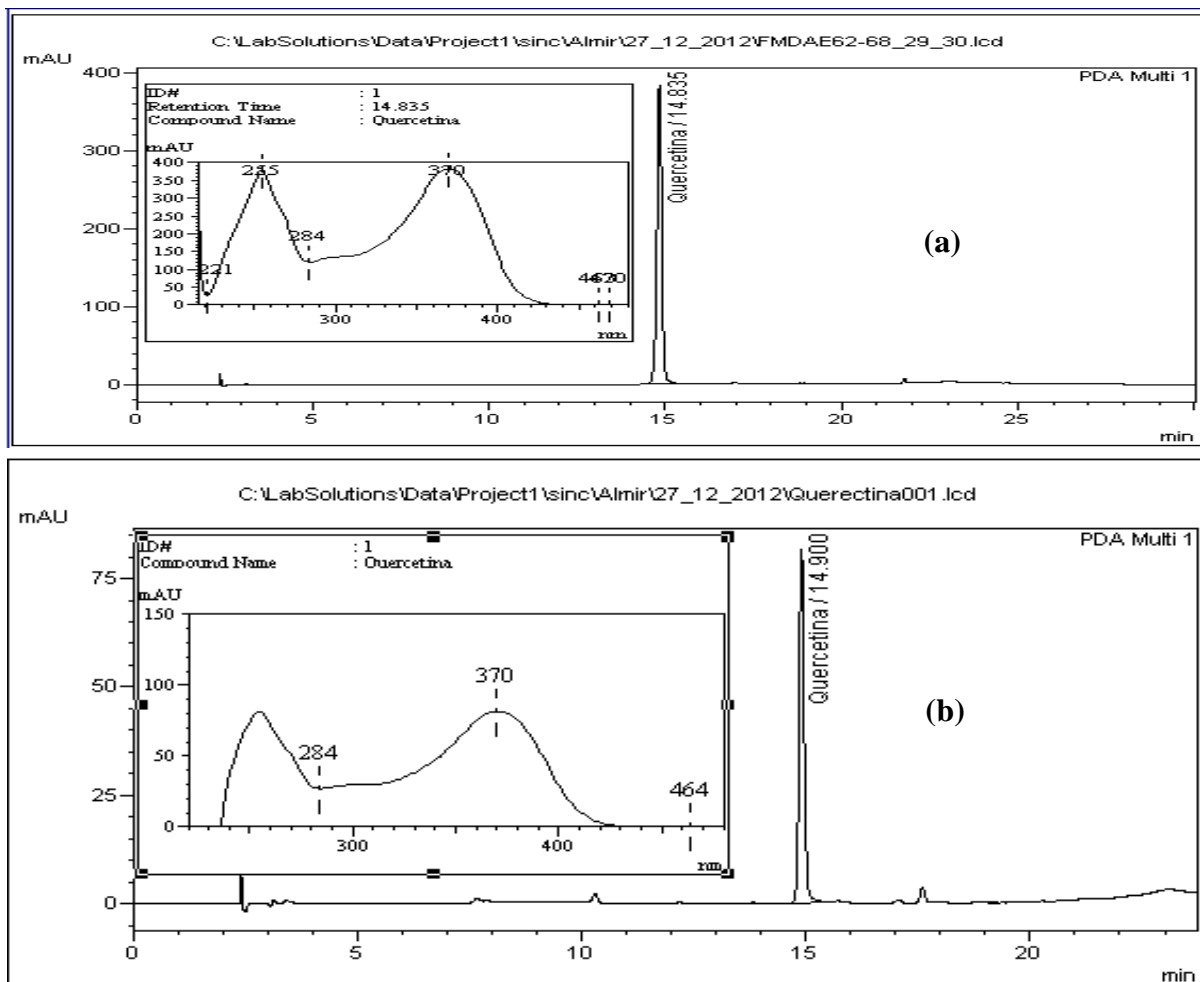 C:\LabSolutions\Data\Project1\sinc\Almir\27_12_2012\FMDAE62-68_29_30.lcd
mAU
PDA Multi 1
400
300
200
100
0
Quercetina / 14.835
ID# : 1
Retention Time : 14.835
Compound Name : Quercetina
mAU
400
350
300
250
200
150
100
50
0
221
255
284
370
300
400
nm
(a)
0
5
10
15
20
25
min
C:\LabSolutions\Data\Project1\sinc\Almir\27_12_2012\Querectina001.lcd
mAU
PDA Multi 1
75
50
25
0
Quercetina / 14.900
ID# : 1
Compound Name : Quercetina
mAU
150
100
50
0
284
370
464
300
400
nm
(b)
0
5
10
15
20
min